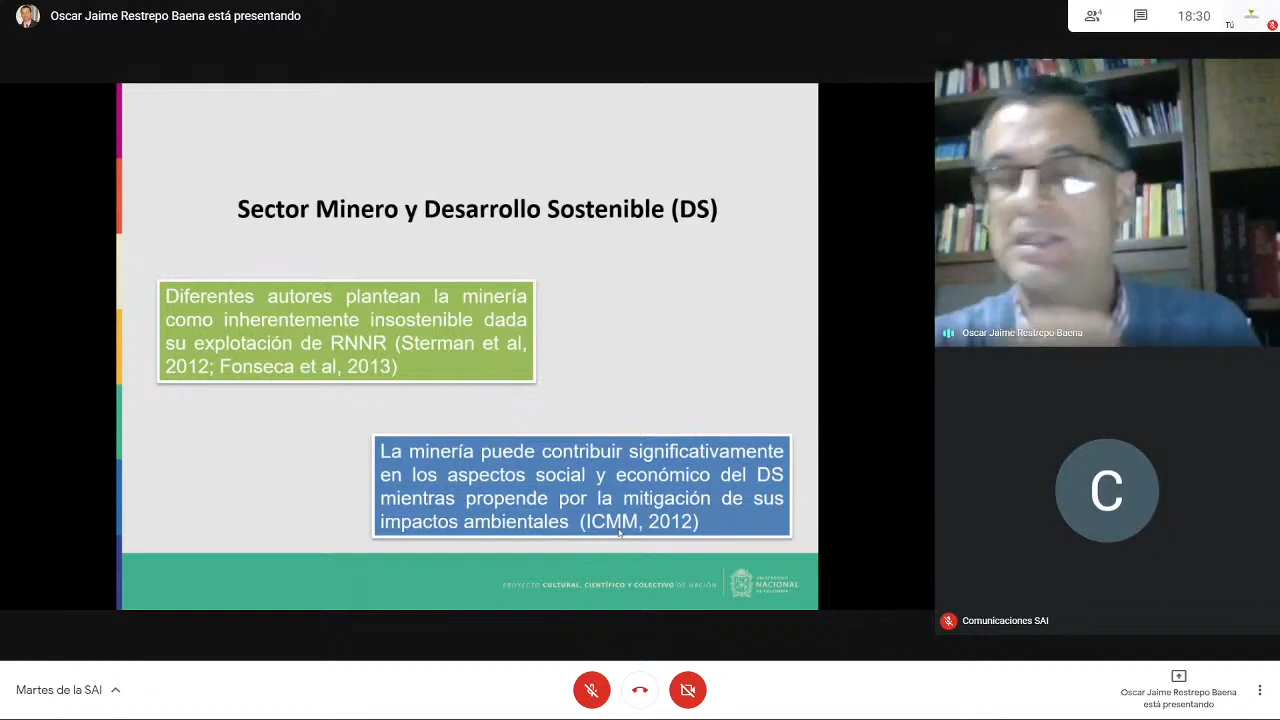 Oscar Jaime Restrepo Baena está presentando
4
18:30
Tú
Sector Minero y Desarrollo Sostenible (DS)
Diferentes autores plantean la minería
como inherentemente insostenible dada
su explotación de RNNR (Sterman et al,
2012; Fonseca et al, 2013)
La minería puede contribuir significativamente
en los aspectos social y económico del DS
mientras propende por la mitigación de sus
impactos ambientales (ICMM, 2012)
PROYECTO CULTURAL, CIENTÍFICO Y COLECTIVO DE NACIÓN
UNIVERSIDAD
NACIONAL
DE COLOMBIA
Oscar Jaime Restrepo Baena
C
Comunicaciones SAI
Martes de la SAI
Oscar Jaime Restrepo Baena
está presentando